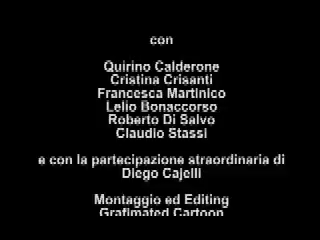 con
Quirino Calderone
Cristina Crisanti
Francesca Martinico
Lelio Bonaccorso
Roberto Di Salvo
Claudio Stassi
e con la partecipazione straordinaria di
Diego Cajelli
Montaggio ed Editing
Grafimated Cartoon